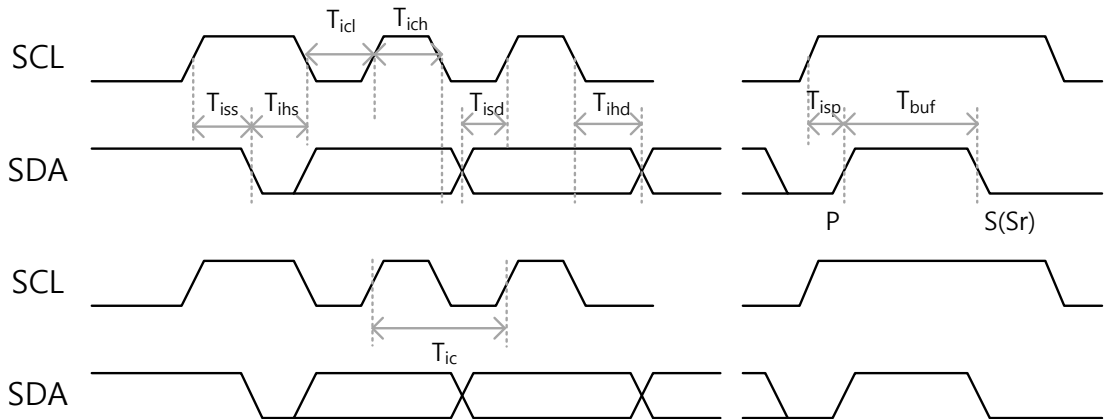 T_icl T_ich
SCL
T_iss T_ihs T_isd T_ihd T_isp T_buf
SDA
P S(Sr)
SCL
T_ic
SDA